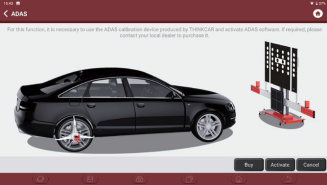 ADAS
For this function, it is necessary to use the ADAS calibration device produced by THINKCAR and activate ADAS software. If required, please
contact your local dealer to purchase it.
Buy Activate Cancel